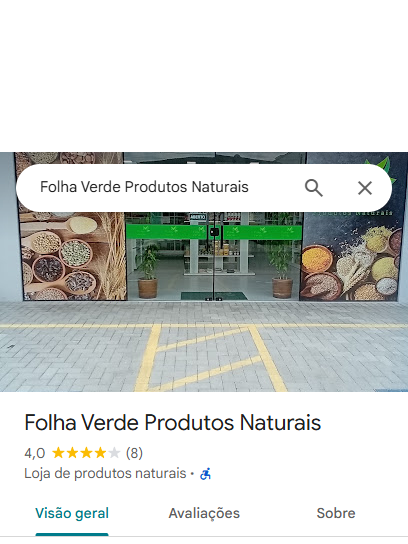 Folha Verde Produtos Naturais
ABERTO
Produtos Naturais
Folha Verde Produtos Naturais
4,0 (8)
Loja de produtos naturais •
Visão geral Avaliações Sobre